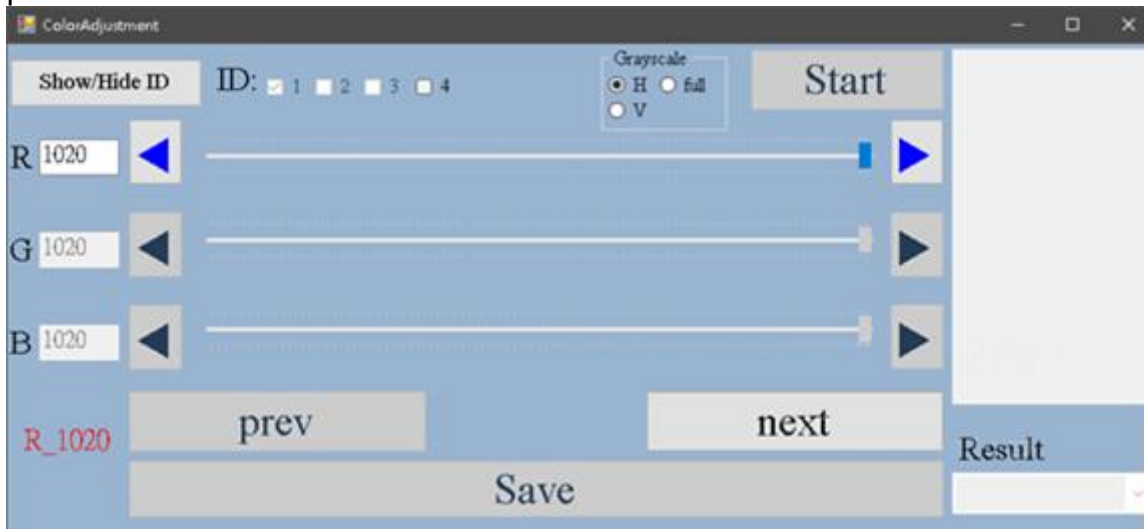 ColorAdjustment
Show/Hide ID
ID: 1 2 3 4
Grayscale
H full
V
Start
R 1020
G 1020
B 1020
R_1020
prev
next
Save
Result